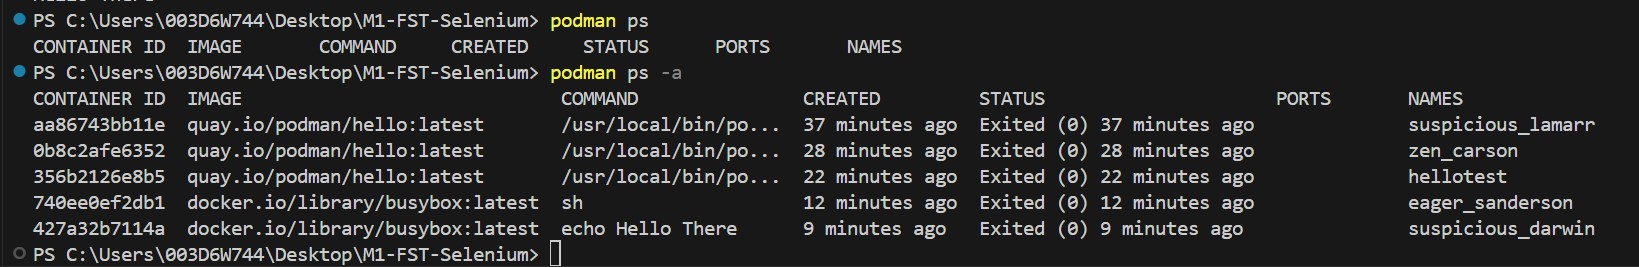 PS C:\Users\003D6W744\Desktop\M1-FST-Selenium> podman ps
CONTAINER ID  IMAGE       COMMAND     CREATED     STATUS      PORTS       NAMES
PS C:\Users\003D6W744\Desktop\M1-FST-Selenium> podman ps -a
CONTAINER ID  IMAGE                             COMMAND               CREATED         STATUS                     PORTS       NAMES
aa86743bb11e  quay.io/podman/hello:latest       /usr/local/bin/po...  37 minutes ago  Exited (0) 37 minutes ago              suspicious_lamarr
0b8c2afe6352  quay.io/podman/hello:latest       /usr/local/bin/po...  28 minutes ago  Exited (0) 28 minutes ago              zen_carson
356b2126e8b5  quay.io/podman/hello:latest       /usr/local/bin/po...  22 minutes ago  Exited (0) 22 minutes ago              hellotest
740ee0ef2db1  docker.io/library/busybox:latest  sh                    12 minutes ago  Exited (0) 12 minutes ago              eager_sanderson
427a32b7114a  docker.io/library/busybox:latest  echo Hello There      9 minutes ago   Exited (0) 9 minutes ago               suspicious_darwin
PS C:\Users\003D6W744\Desktop\M1-FST-Selenium>